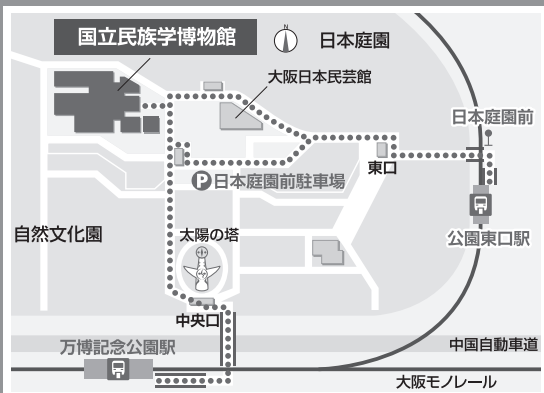 国立民族学博物館
N
日本庭園
大阪日本民芸館
日本庭園前
東口
P日本庭園前駐車場
公園東口駅
自然文化園
太陽の塔
中央口
中国自動車道
万博記念公園駅
大阪モノレール